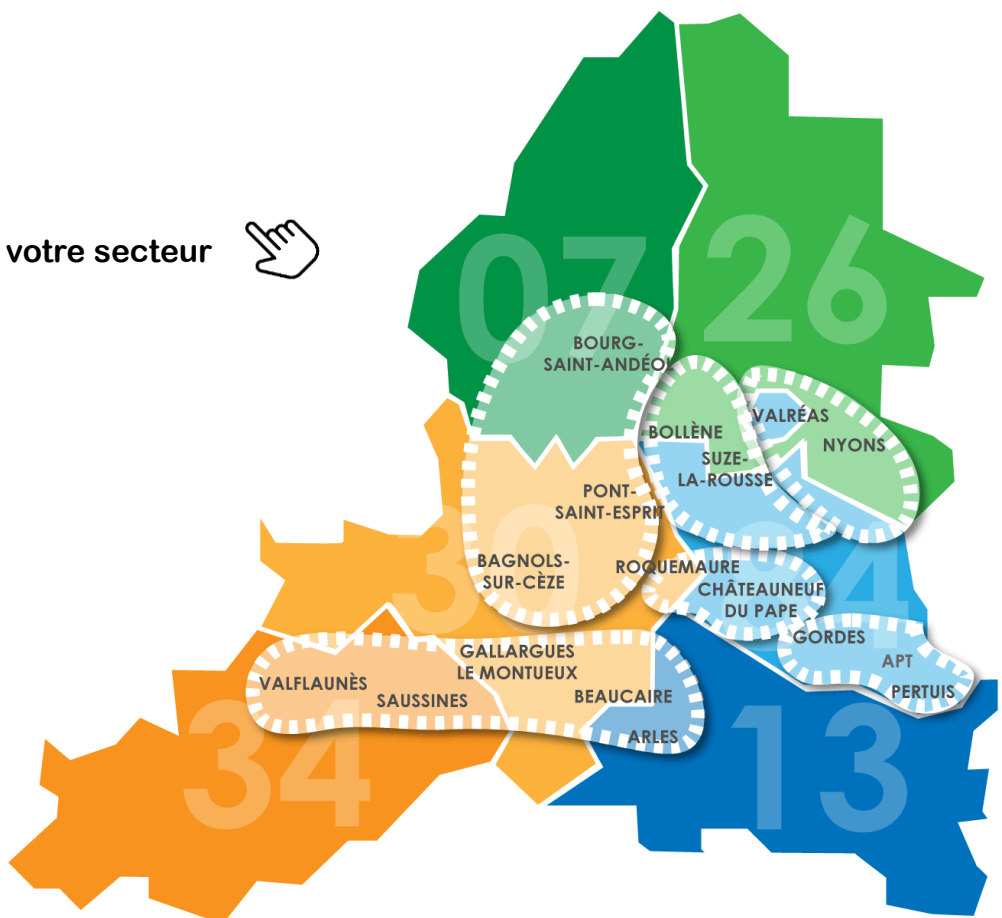 votre secteur
07
26
BOURG-
SAINT-ANDÉOL
VALRÉAS
BOLLÈNE
NYONS
SUZE-
LA-ROUSSE
PONT-
SAINT-ESPRIT
BAGNOLS-
SUR-CÈZE
30
84
ROQUEMAURE
CHÂTEAUNEUF
DU PAPE
GORDES
APT
PERTUIS
GALLARGUES
LE MONTUEUX
VALFLAUNÈS
SAUSSINES
BEAUCAIRE
ARLES
34
13